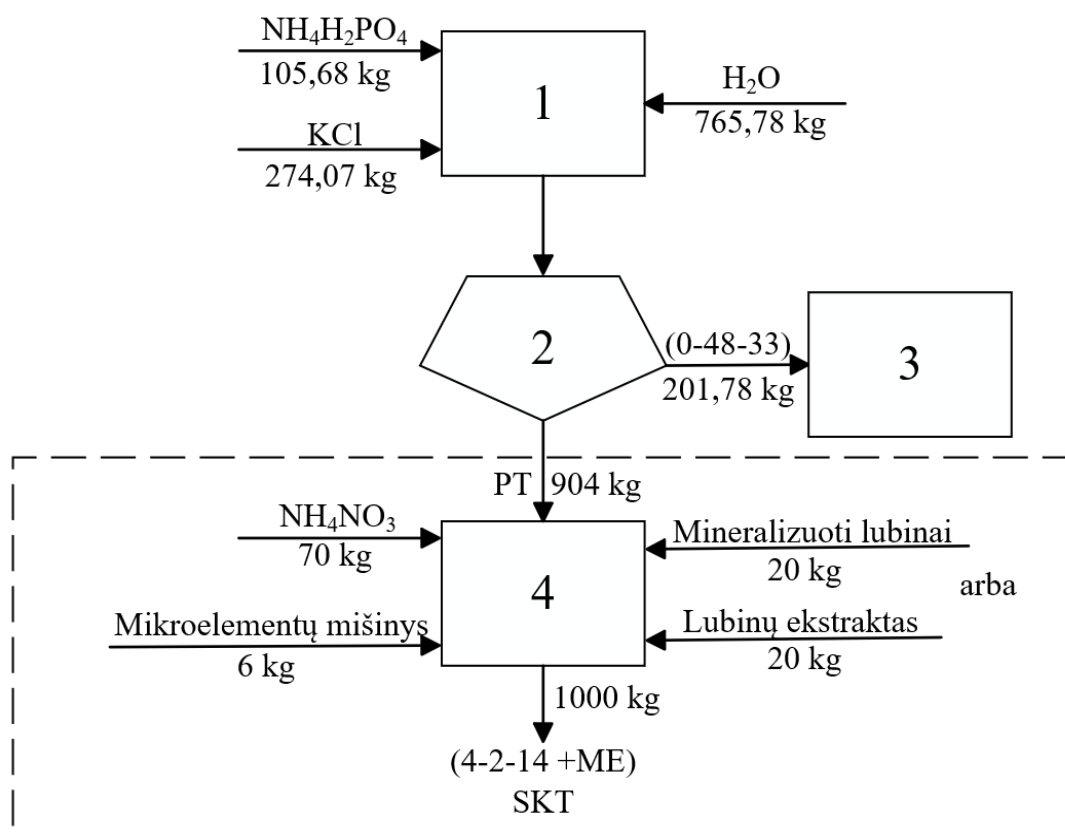 NH₄H₂PO₄
105,68 kg
KCl
274,07 kg
1
H₂O
765,78 kg
2
(0-48-33)
201,78 kg
3
PT 904 kg
NH₄NO₃
70 kg
Mikroelementų mišinys
6 kg
4
Mineralizuoti lubinai
20 kg
arba
Lubinų ekstraktas
20 kg
1000 kg
(4-2-14 +ME)
SKT